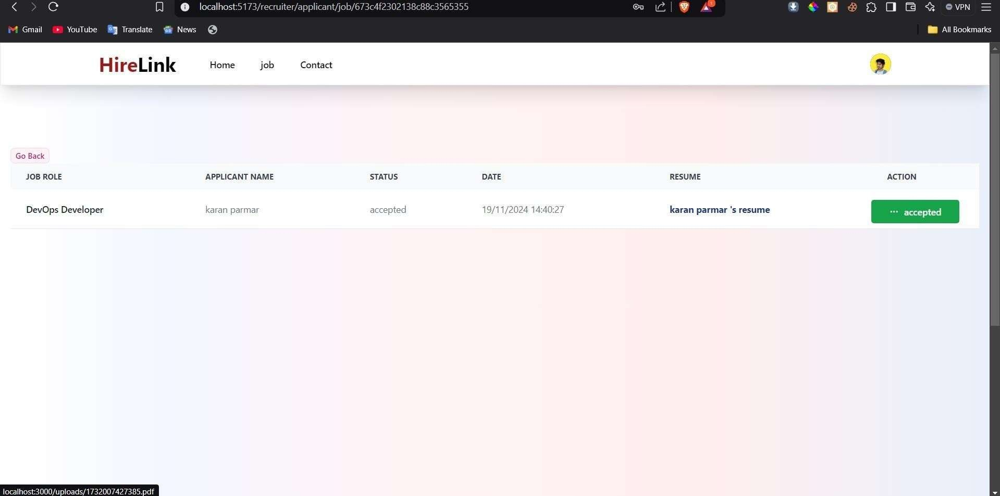 localhost:5173/recruiter/applicant/job/673c4f2302138c88c3565355 1 VPN
Gmail YouTube Translate News All Bookmarks
HireLink Home job Contact
Go Back
JOB ROLE APPLICANT NAME STATUS DATE RESUME ACTION
DevOps Developer karan parmar accepted 19/11/2024 14:40:27 karan parmar 's resume ··· accepted
localhost:3000/uploads/1732007427385.pdf